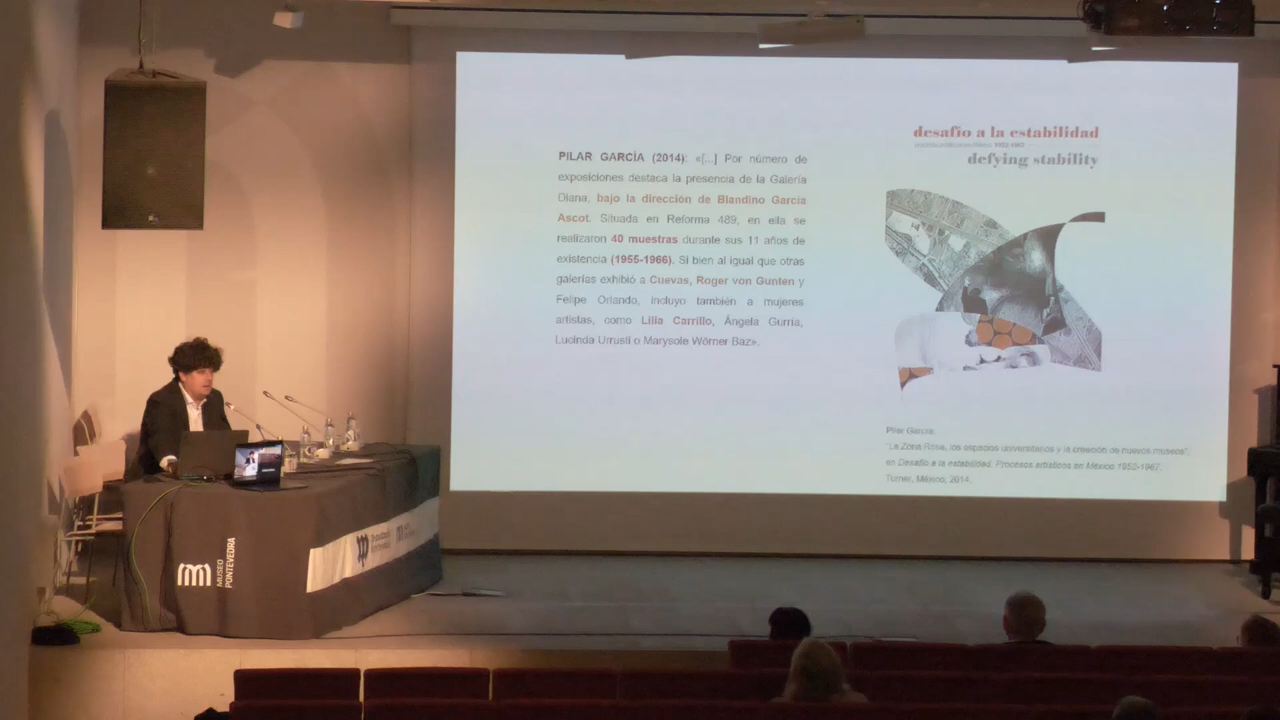 PILAR GARCÍA (2014): «[...] Por número de
exposiciones destaca la presencia de la Galería
Diana, bajo la dirección de Blandino García
Ascot. Situada en Reforma 489, en ella se
realizaron 40 muestras durante sus 11 años de
existencia (1955-1966). Si bien al igual que otras
galerías exhibió a Cuevas, Roger von Gunten y
Felipe Orlando, incluyo también a mujeres
artistas, como Lilia Carrillo, Ángela Gurría,
Lucinda Urrusti o Marysole Wörner Baz».
desafío a la estabilidad
defying stability
Pilar García.
"La Zona Rosa, los espacios universitarios y la creación de nuevos museos",
en Desafío a la estabilidad. Procesos artísticos en México 1952-1967.
Turner, México, 2014.
MUSEO
PONTEVEDRA